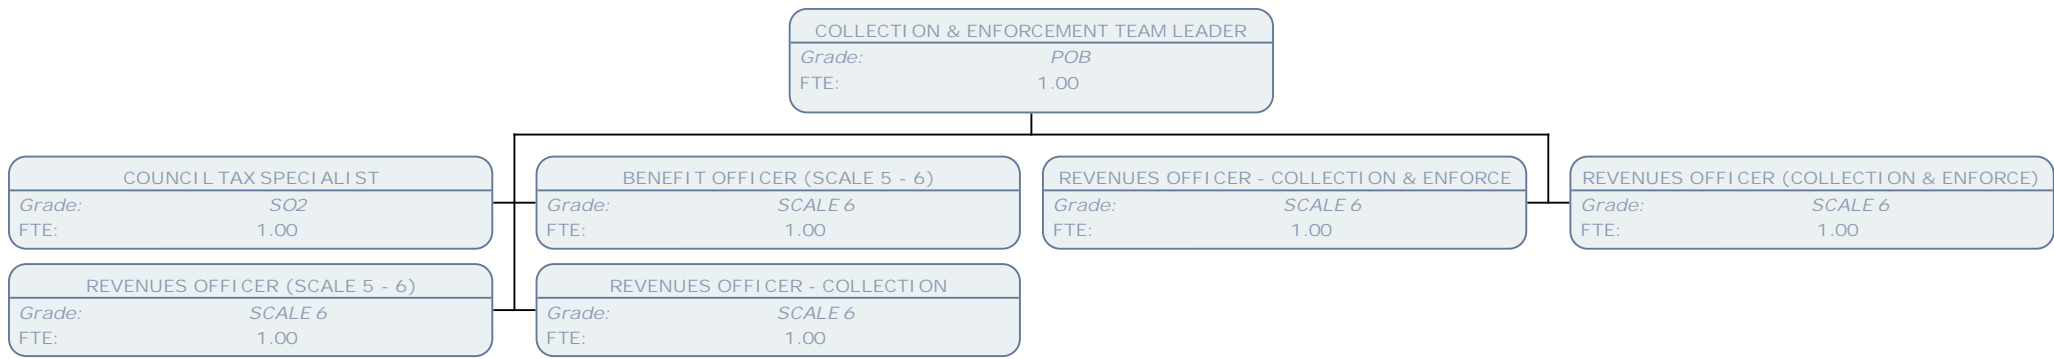 COLLECTION & ENFORCEMENT TEAM LEADER
Grade: POB
FTE: 1.00
COUNCIL TAX SPECIALIST
Grade: SO2
FTE: 1.00
BENEFIT OFFICER (SCALE 5 - 6)
Grade: SCALE 6
FTE: 1.00
REVENUES OFFICER - COLLECTION & ENFORCE
Grade: SCALE 6
FTE: 1.00
REVENUES OFFICER (COLLECTION & ENFORCE)
Grade: SCALE 6
FTE: 1.00
REVENUES OFFICER (SCALE 5 - 6)
Grade: SCALE 6
FTE: 1.00
REVENUES OFFICER - COLLECTION
Grade: SCALE 6
FTE: 1.00